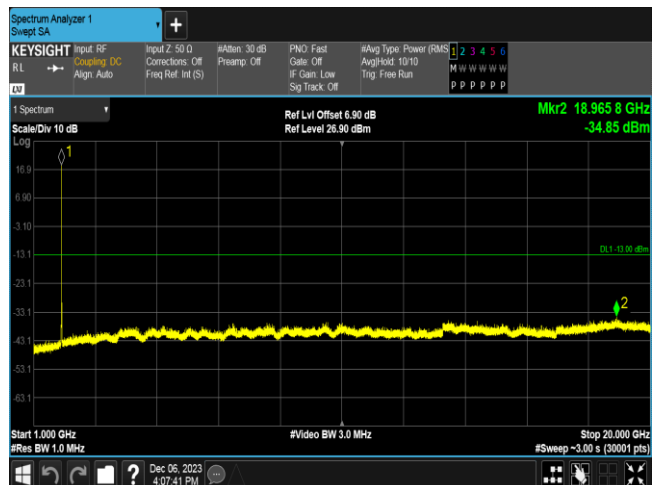 Spectrum Analyzer 1
Swept SA
KEYSIGHT Input: RF Input Z: 50 Ω #Atten: 30 dB PNO: Fast #Avg Type: Power (RMS 1 2 3 4 5 6
RL Coupling: DC Corrections: Off Preamp: Off Gate: Off Avg|Hold: 10/10 M W W W W W
Align: Auto Freq Ref: Int (S) IF Gain: Low Trig: Free Run
Sig Track: Off P P P P P P
LXI
1 Spectrum Ref Lvl Offset 6.90 dB Mkr2 18.965 8 GHz
Scale/Div 10 dB Ref Level 26.90 dBm -34.85 dBm
Log
1
16.9
6.90
-3.10
-13.1 DL1 -13.00 dBm
-23.1
-33.1 2
-43.1
-53.1
-63.1
Start 1.000 GHz #Video BW 3.0 MHz Stop 20.000 GHz
#Res BW 1.0 MHz #Sweep ~3.00 s (30001 pts)
? Dec 06, 2023
4:07:41 PM